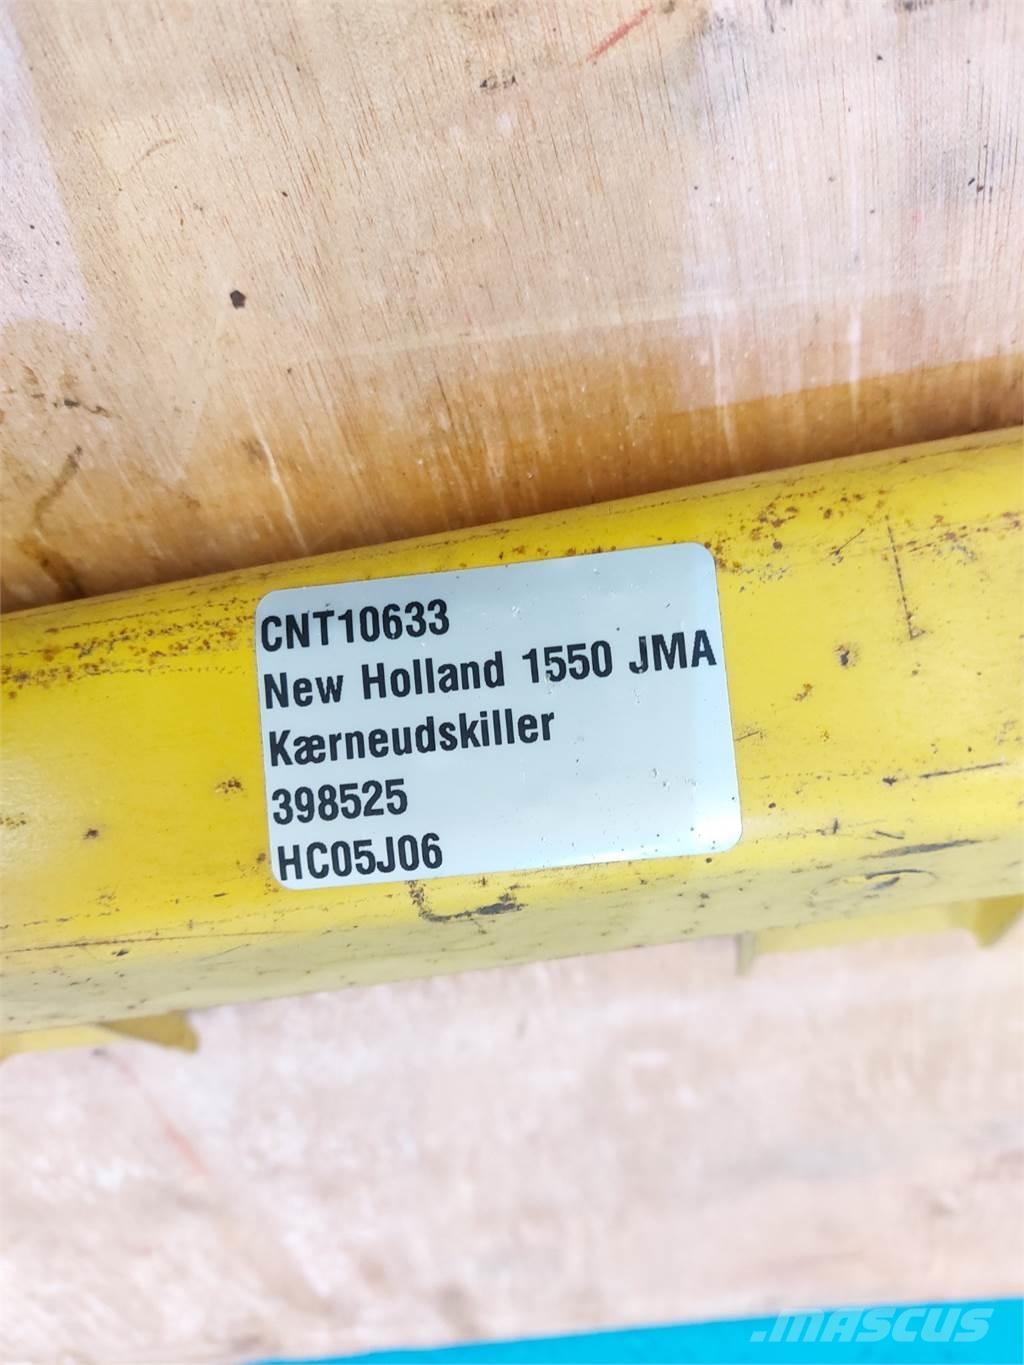 CNT10633
New Holland 1550 JMA
Kærneudskiller
398525
HC05J06
.MASCUS